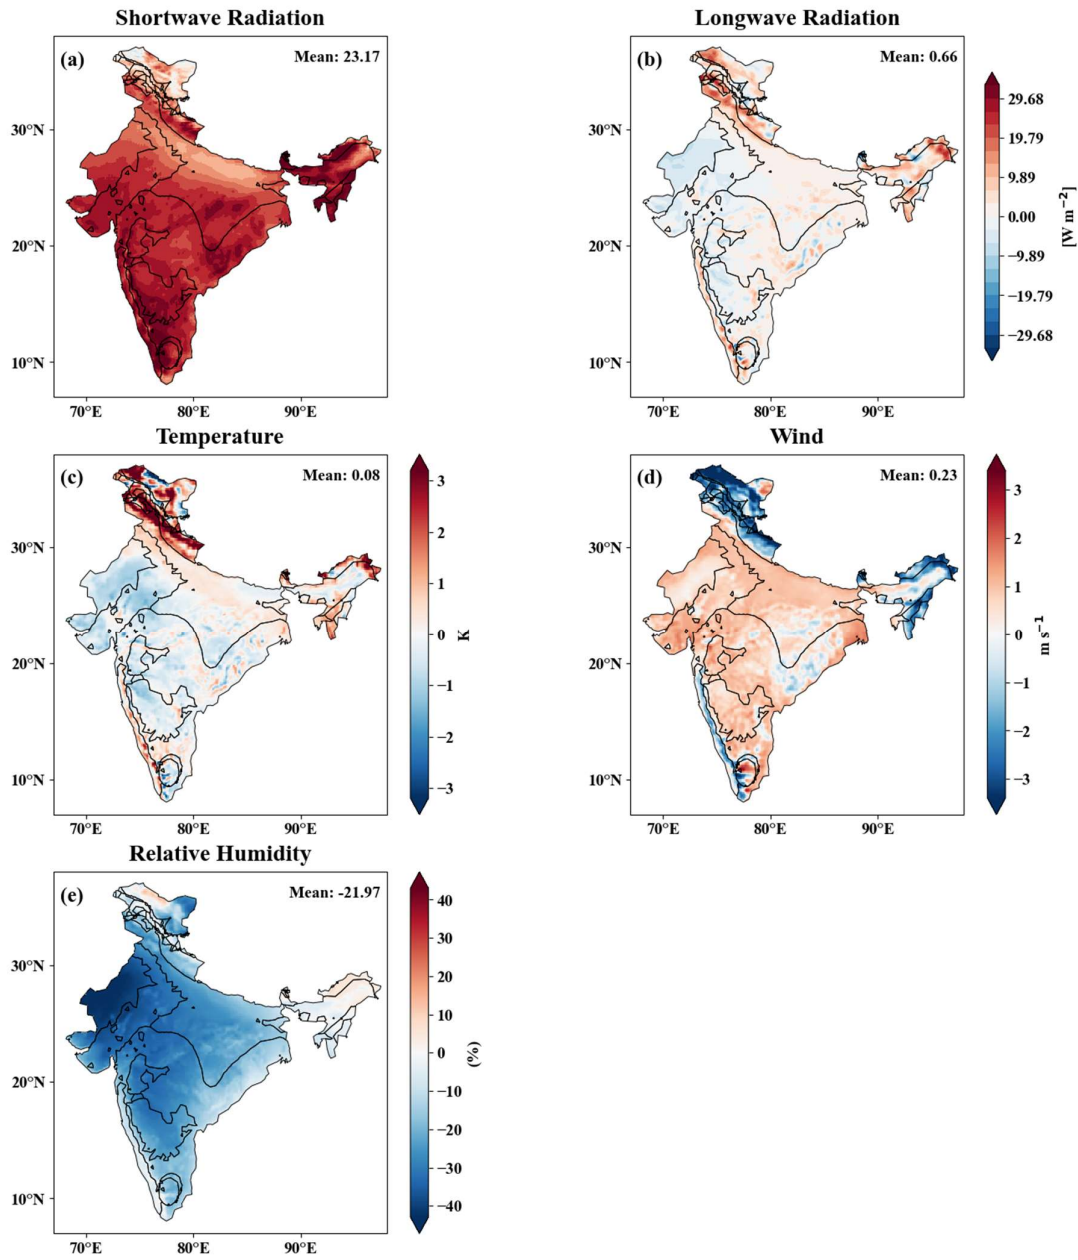 Shortwave Radiation
(a)
Mean: 23.17
30°N
20°N
10°N
70°E 80°E 90°E
Longwave Radiation
(b)
Mean: 0.66
30°N
20°N
10°N
70°E 80°E 90°E
29.68
19.79
9.89
0.00
−9.89
−19.79
−29.68
[W m⁻²]
Temperature
(c)
Mean: 0.08
30°N
20°N
10°N
70°E 80°E 90°E
3
2
1
0
−1
−2
−3
K
Wind
(d)
Mean: 0.23
30°N
20°N
10°N
70°E 80°E 90°E
3
2
1
0
−1
−2
−3
m s⁻¹
Relative Humidity
(e)
Mean: -21.97
30°N
20°N
10°N
70°E 80°E 90°E
40
30
20
10
0
−10
−20
−30
−40
(%)